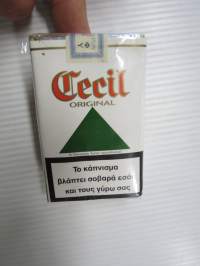 Cecil
ORIGINAL
Το κάπνισμα
βλάπτει σοβαρά εσάς
και τους γύρω σας